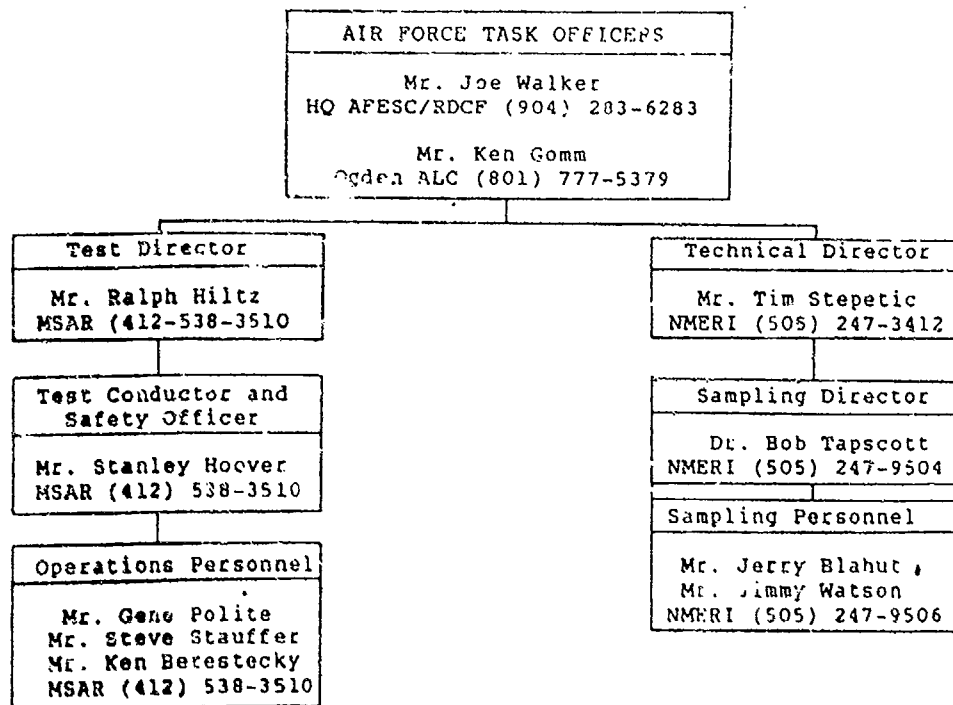 AIR FORCE TASK OFFICERS
Mr. Joe Walker
HQ AFESC/RDCF (904) 283-6283
Mr. Ken Gomm
Ogden ALC (801) 777-5379
Test Director
Mr. Ralph Hiltz
MSAR (412-538-3510
Test Conductor and
Safety Officer
Mr. Stanley Hoover
MSAR (412) 538-3510
Operations Personnel
Mr. Gene Polite
Mr. Steve Stauffer
Mr. Ken Berestecky
MSAR (412) 538-3510
Technical Director
Mr. Tim Stepetic
NMERI (505) 247-3412
Sampling Director
Dr. Bob Tapscott
NMERI (505) 247-9504
Sampling Personnel
Mr. Jerry Blahut
Mr. Jimmy Watson
NMERI (505) 247-9506